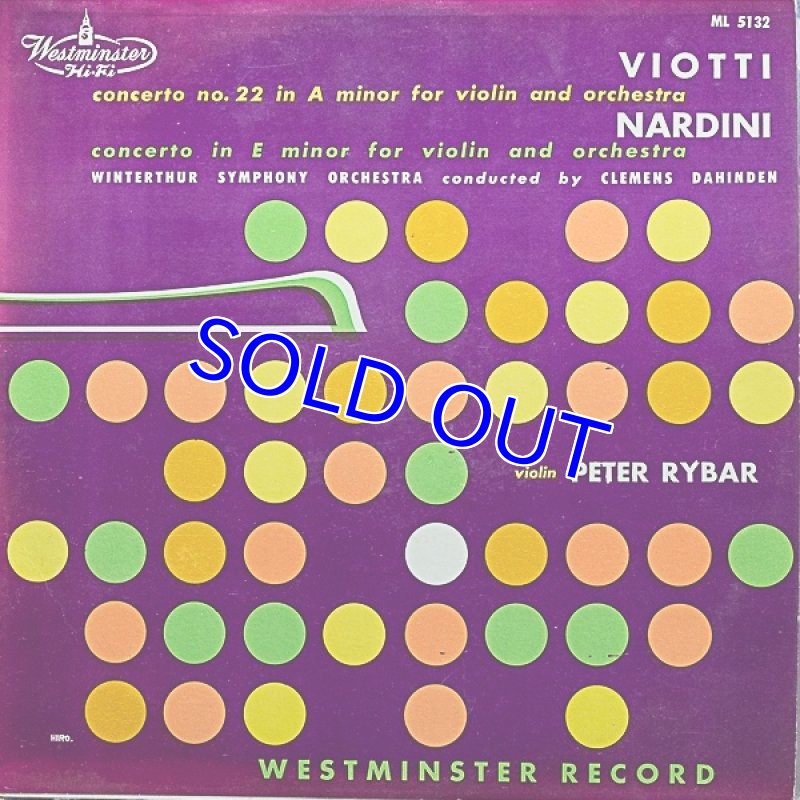 ML 5132
Westminster
Hi-Fi
S
VIOTTI
concerto no. 22 in A minor for violin and orchestra
NARDINI
concerto in E minor for violin and orchestra
WINTERTHUR SYMPHONY ORCHESTRA conducted by CLEMENS DAHINDEN
SOLD OUT
violin PETER RYBAR
HIRO.
WESTMINSTER RECORD